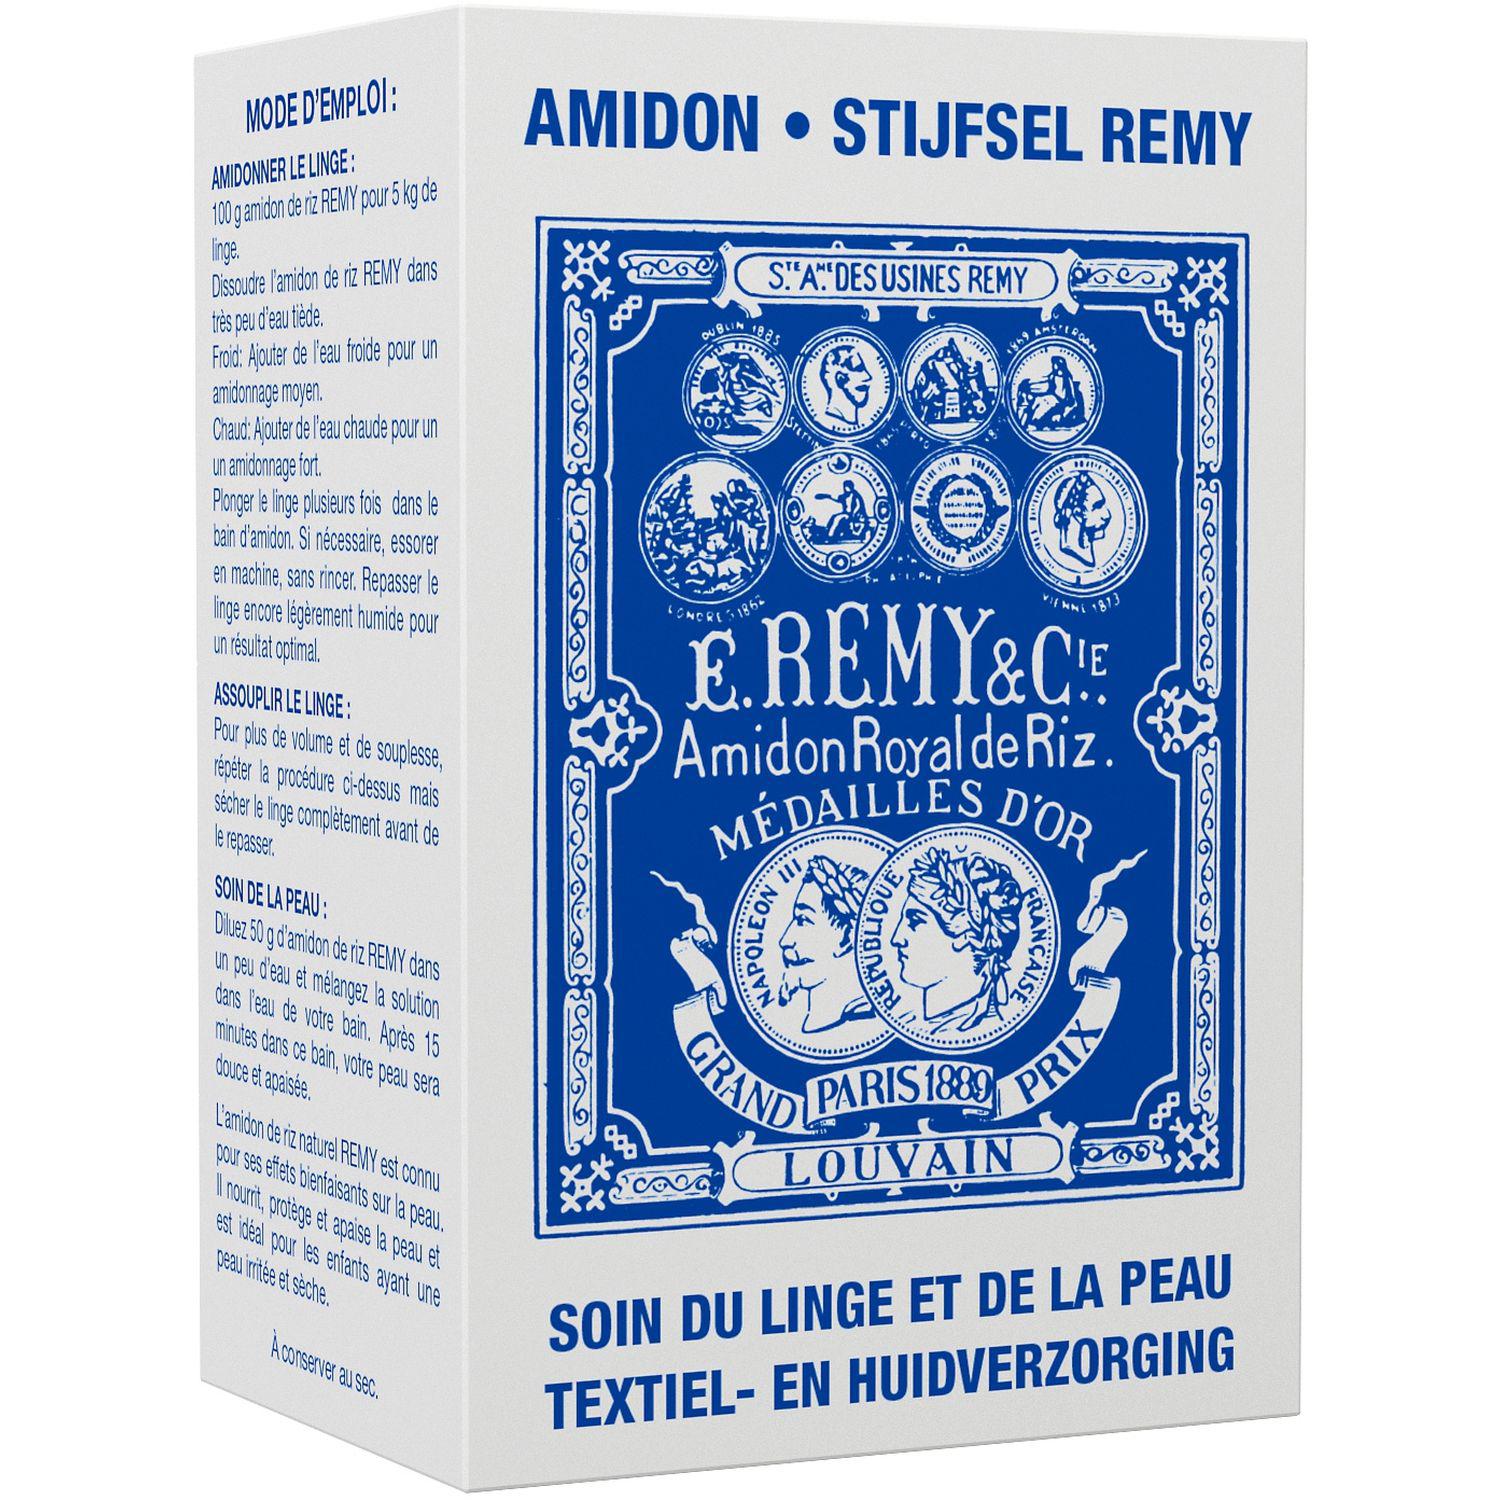 MODE D'EMPLOI :
AMIDONNER LE LINGE :
100 g amidon de riz REMY pour 5 kg de
linge.
Dissoudre l'amidon de riz REMY dans
très peu d'eau tiède.
Froid: Ajouter de l'eau froide pour un
amidonnage moyen.
Chaud: Ajouter de l'eau chaude pour un
un amidonnage fort.
Plonger le linge plusieurs fois dans le
bain d'amidon. Si nécessaire, essorer
en machine, sans rincer. Repasser le
linge encore légèrement humide pour
un résultat optimal.
ASSOUPLIR LE LINGE :
Pour plus de volume et de souplesse,
répéter la procédure ci-dessus mais
sécher le linge complètement avant de
le repasser.
SOIN DE LA PEAU :
Diluez 50 g d'amidon de riz REMY dans
un peu d'eau et mélangez la solution
dans l'eau de votre bain. Après 15
minutes dans ce bain, votre peau sera
douce et apaisée.
L'amidon de riz naturel REMY est connu
pour ses effets bienfaisants sur la peau.
Il nourrit, protège et apaise la peau et
est idéal pour les enfants ayant une
peau irritée et sèche.
À conserver au sec.
AMIDON • STIJFSEL REMY
STE. AME. DES USINES REMY
DUBLIN 1885
1869 AMSTERDAM
LONDRES 1862
VIENNE 1873
E. REMY & CIE.
Amidon Royal de Riz.
MÉDAILLES D'OR
NAPOLEON III
RÉPUBLIQUE FRANÇAISE
GRAND PRIX
PARIS 1889
LOUVAIN
SOIN DU LINGE ET DE LA PEAU
TEXTIEL- EN HUIDVERZORGING